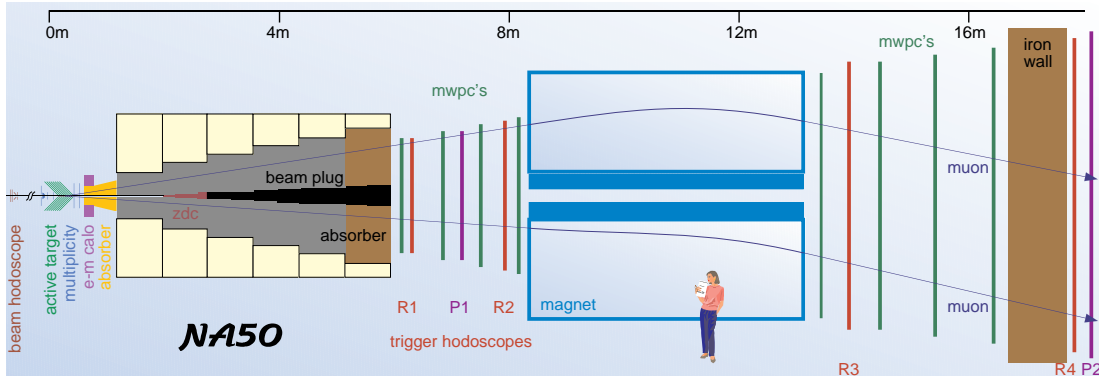 0m 4m 8m 12m 16m
mwpc's
mwpc's
iron
wall
beam plug
zdc
absorber
muon
muon
beam hodoscope
active target
multiplicity
e-m calo
absorber
magnet
R1 P1 R2
trigger hodoscopes
NA50
R3
R4 P2